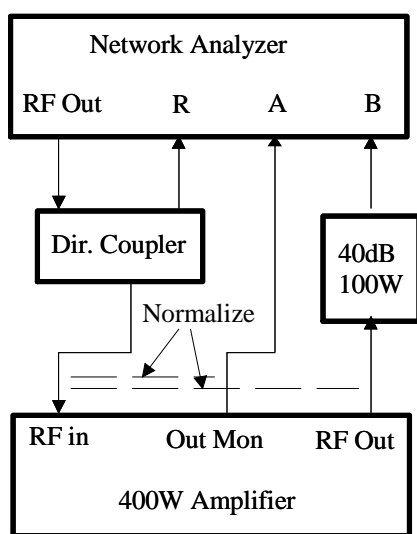 Network Analyzer
RF Out R A B
Dir. Coupler
40dB
100W
Normalize
RF in Out Mon RF Out
400W Amplifier